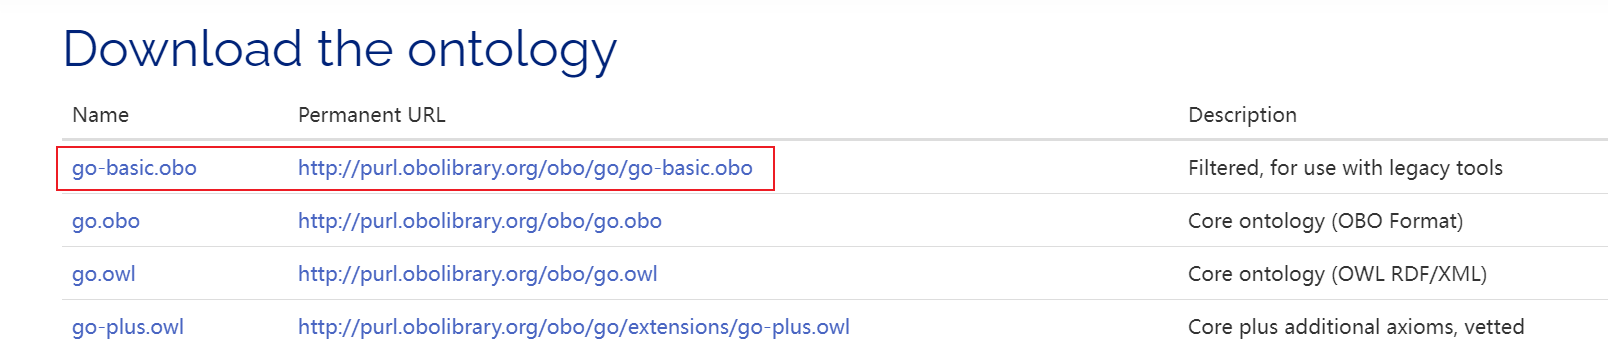 Download the ontology
Name Permanent URL Description
go-basic.obo http://purl.obolibrary.org/obo/go/go-basic.obo Filtered, for use with legacy tools
go.obo http://purl.obolibrary.org/obo/go.obo Core ontology (OBO Format)
go.owl http://purl.obolibrary.org/obo/go.owl Core ontology (OWL RDF/XML)
go-plus.owl http://purl.obolibrary.org/obo/go/extensions/go-plus.owl Core plus additional axioms, vetted